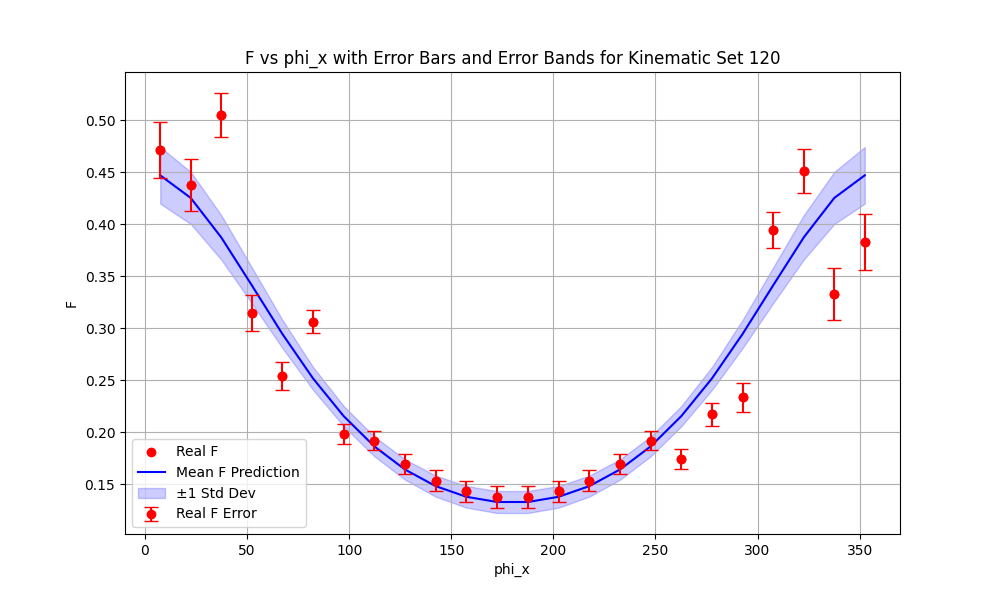 F vs phi_x with Error Bars and Error Bands for Kinematic Set 120
0.50
0.45
0.40
0.35
0.30
0.25
0.20
0.15
F
Real F
Mean F Prediction
±1 Std Dev
Real F Error
0 50 100 150 200 250 300 350
phi_x